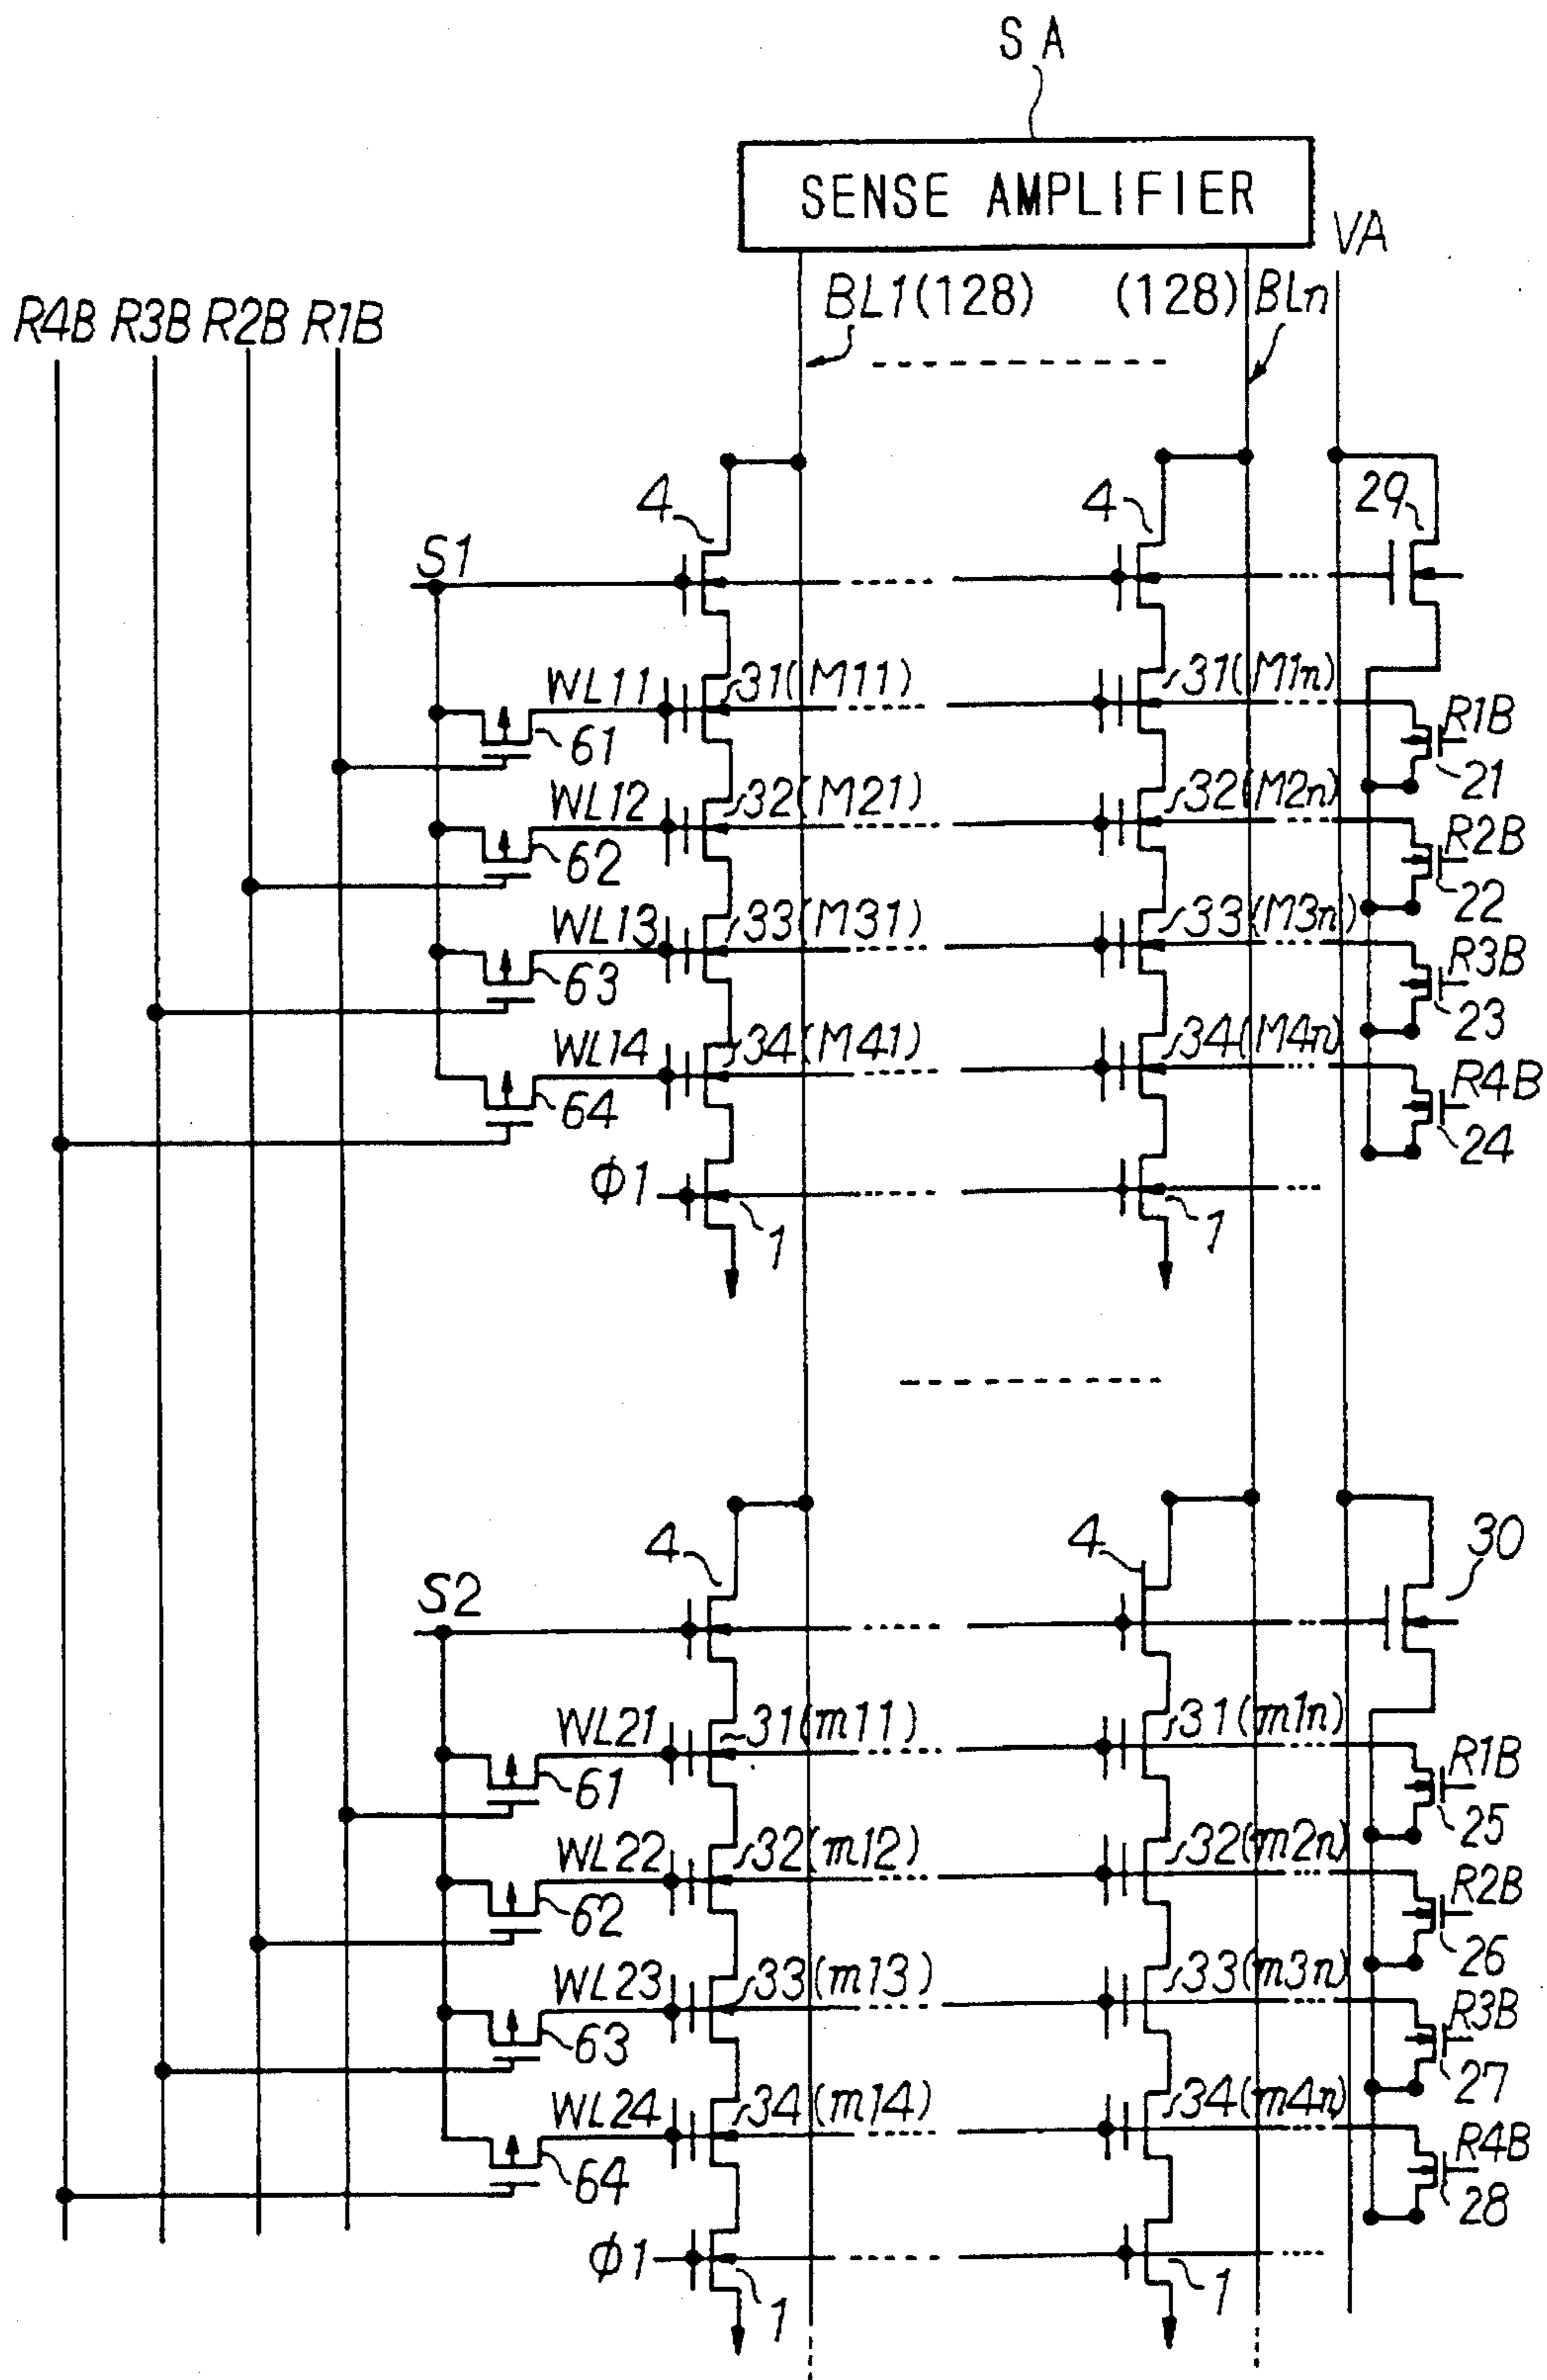 SA
SENSE AMPLIFIER
VA
BL1(128) (128) BLn
R4B R3B R2B R1B
4 4 29
S1
WL11 31(M11) 31(M1n) R1B
61 21
WL12 32(M21) 32(M2n) R2B
62 22
WL13 33(M31) 33(M3n) R3B
63 23
WL14 34(M41) 34(M4n) R4B
64 24
Φ1 1 1
4 4 30
S2
WL21 31(m11) 31(m1n) R1B
61 25
WL22 32(m12) 32(m2n) R2B
62 26
WL23 33(m13) 33(m3n) R3B
63 27
WL24 34(m14) 34(m4n) R4B
64 28
Φ1 1 1